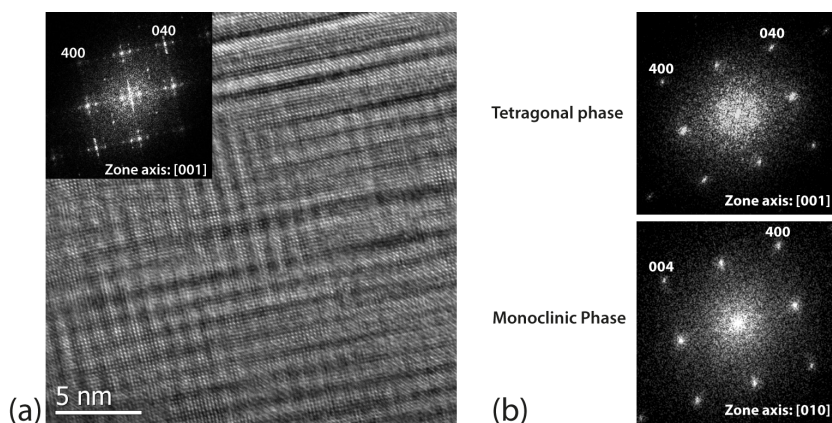 040
400
Zone axis: [001]
5 nm
(a)
Tetragonal phase
040
400
Zone axis: [001]
Monoclinic Phase
400
004
Zone axis: [010]
(b)